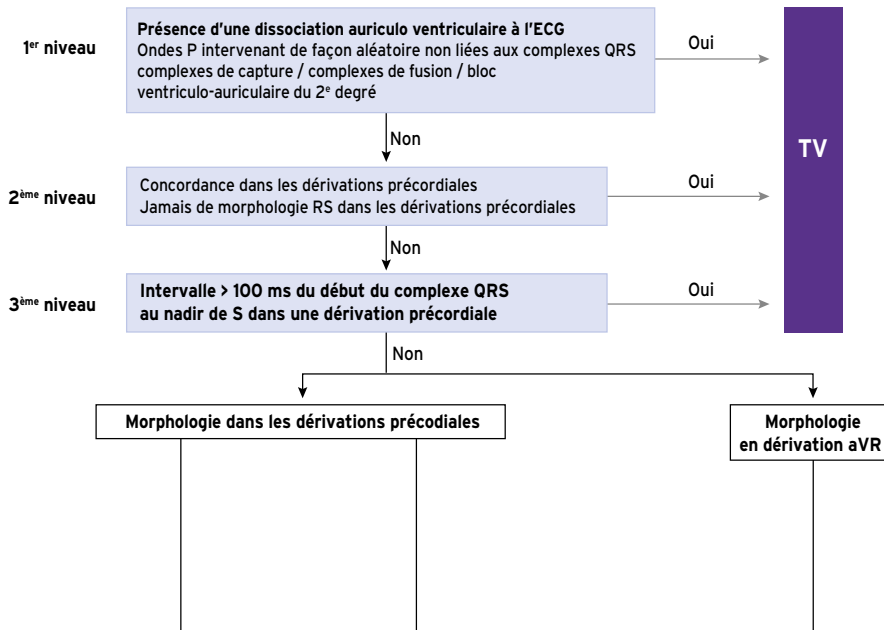 1er niveau
Présence d'une dissociation auriculo ventriculaire à l'ECG
Ondes P intervenant de façon aléatoire non liées aux complexes QRS
complexes de capture / complexes de fusion / bloc
ventriculo-auriculaire du 2e degré
Oui
TV
Non
2ème niveau
Concordance dans les dérivations précordiales
Jamais de morphologie RS dans les dérivations précordiales
Oui
Non
3ème niveau
Intervalle > 100 ms du début du complexe QRS
au nadir de S dans une dérivation précordiale
Oui
Non
Morphologie dans les dérivations précodiales
Morphologie
en dérivation aVR